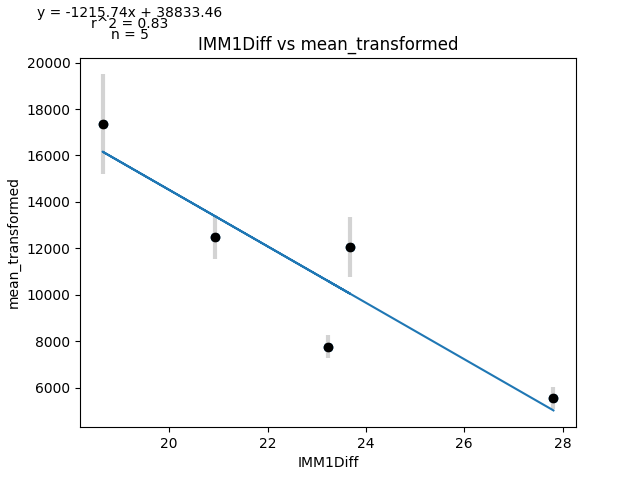 y = -1215.74x + 38833.46
r^2 = 0.83
n = 5
IMM1Diff vs mean_transformed
20000
18000
16000
14000
12000
10000
8000
6000
mean_transformed
20
22
24
26
28
IMM1Diff